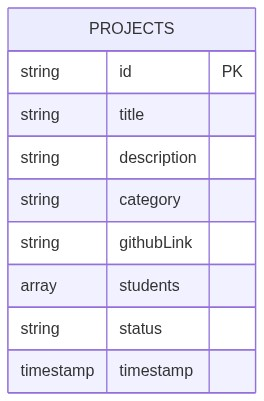 PROJECTS
string id PK
string title
string description
string category
string githubLink
array students
string status
timestamp timestamp